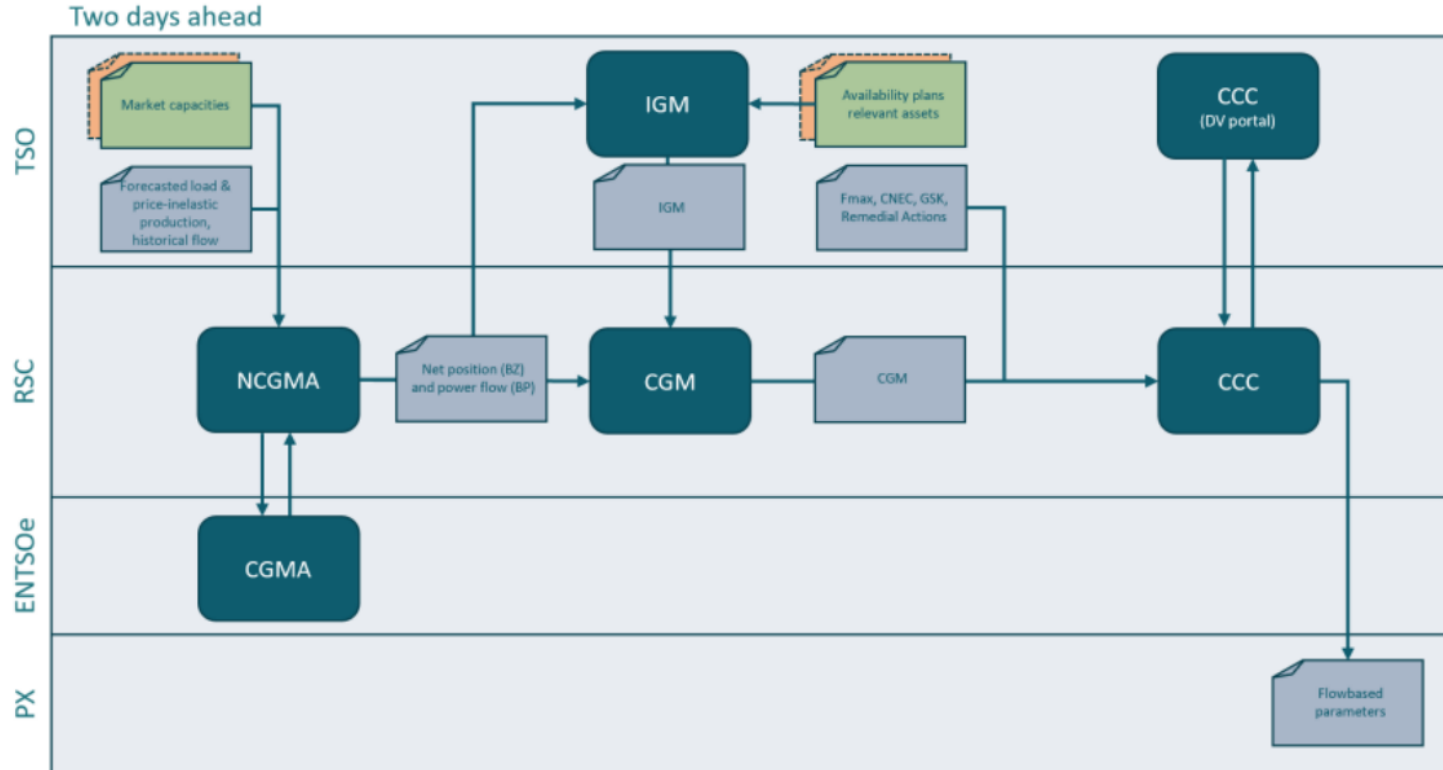 Two days ahead
TSO
Market capacities
Forecasted load &
price-inelastic
production,
historical flow
IGM
IGM
Availability plans
relevant assets
Fmax, CNEC, GSK,
Remedial Actions
CCC
(DV portal)
RSC
NCGMA
Net position (BZ)
and power flow (BP)
CGM
CGM
CCC
ENTSOe
CGMA
PX
Flowbased
parameters